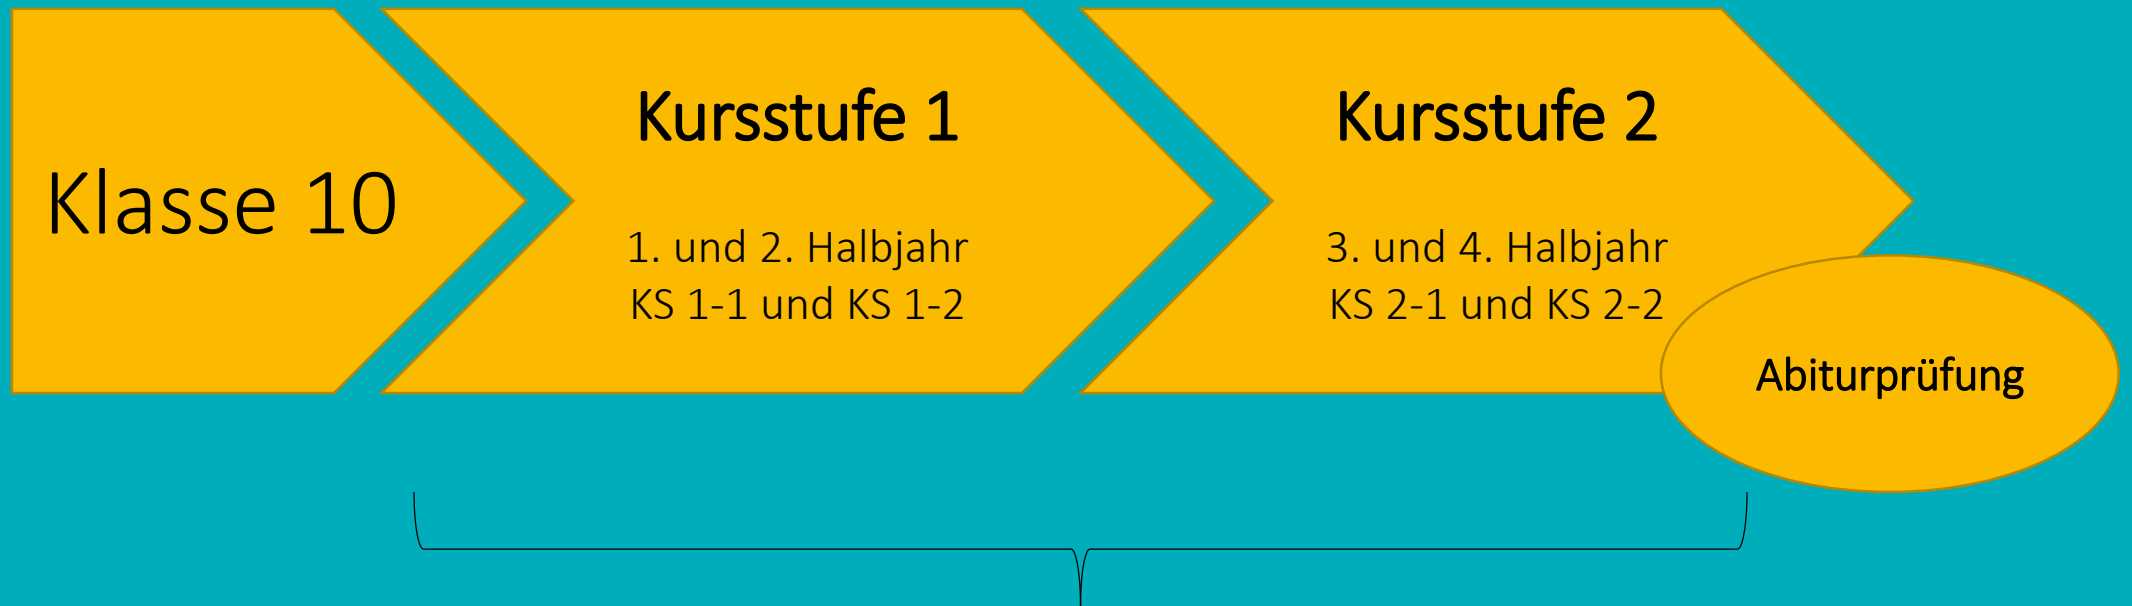 Klasse 10
Kursstufe 1
1. und 2. Halbjahr
KS 1-1 und KS 1-2
Kursstufe 2
3. und 4. Halbjahr
KS 2-1 und KS 2-2
Abiturprüfung